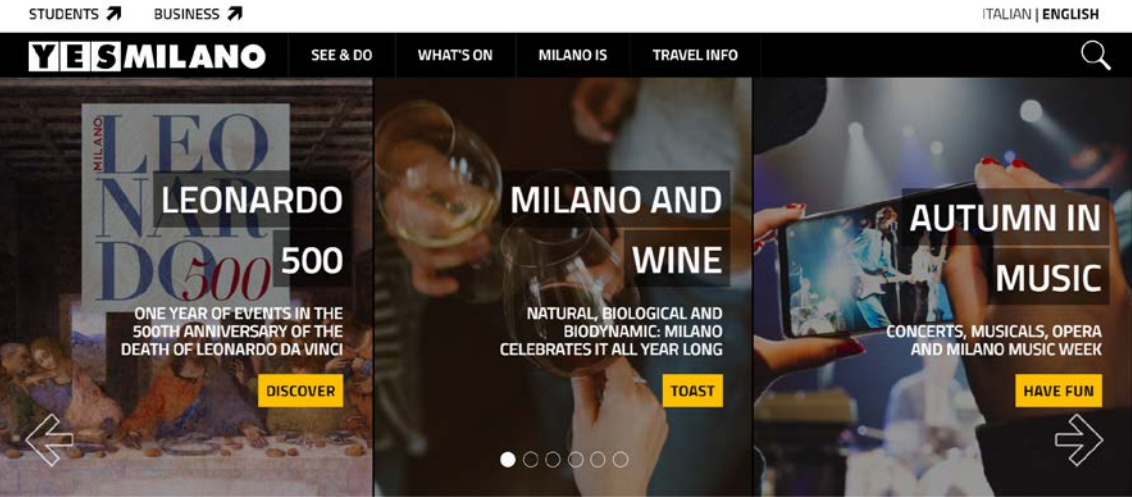 STUDENTS
BUSINESS
ITALIAN | ENGLISH
YESMILANO
SEE & DO
WHAT'S ON
MILANO IS
TRAVEL INFO
MILANO
LEO
NAR
DO
500
LEONARDO
500
ONE YEAR OF EVENTS IN THE
500TH ANNIVERSARY OF THE
DEATH OF LEONARDO DA VINCI
DISCOVER
MILANO AND
WINE
NATURAL, BIOLOGICAL AND
BIODYNAMIC: MILANO
CELEBRATES IT ALL YEAR LONG
TOAST
AUTUMN IN
MUSIC
CONCERTS, MUSICALS, OPERA
AND MILANO MUSIC WEEK
HAVE FUN